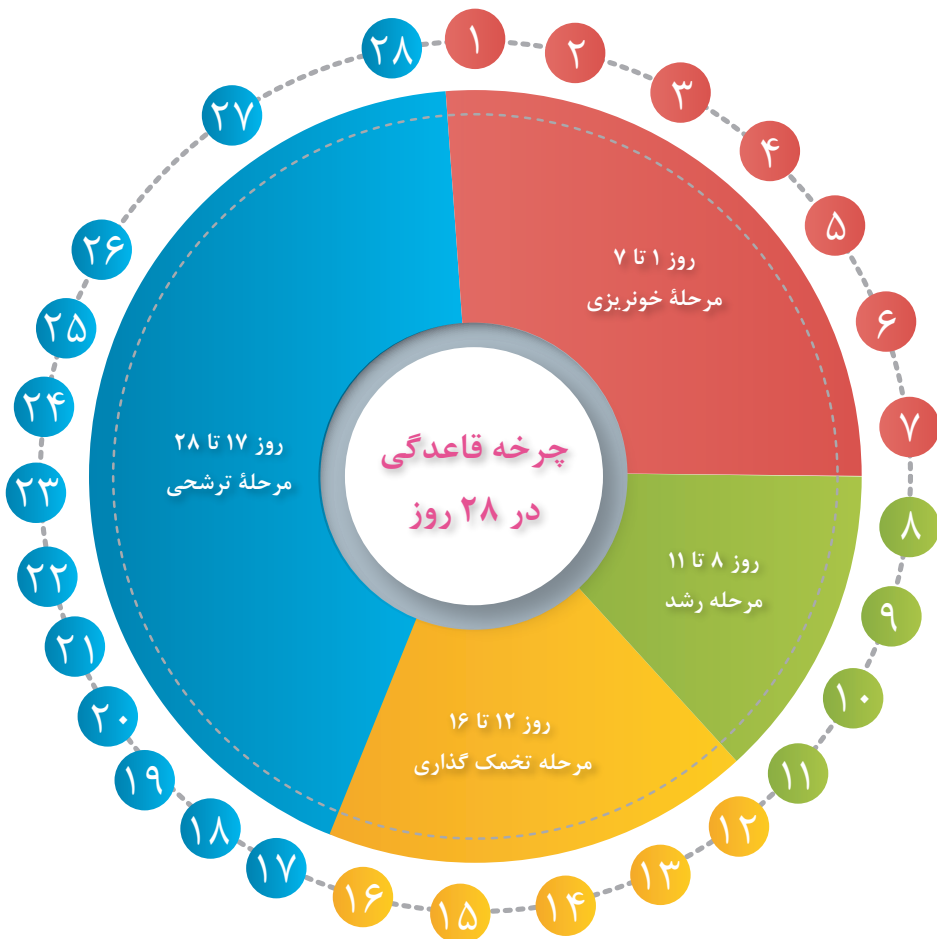 چرخه قاعدگی
در ۲۸ روز
روز ۱ تا ۷
مرحلهٔ خونریزی
روز ۸ تا ۱۱
مرحله رشد
روز ۱۲ تا ۱۶
مرحله تخمک گذاری
روز ۱۷ تا ۲۸
مرحلهٔ ترشحی
۱
۲
۳
۴
۵
۶
۷
۸
۹
۱۰
۱۱
۱۲
۱۳
۱۴
۱۵
۱۶
۱۷
۱۸
۱۹
۲۰
۲۱
۲۲
۲۳
۲۴
۲۵
۲۶
۲۷
۲۸